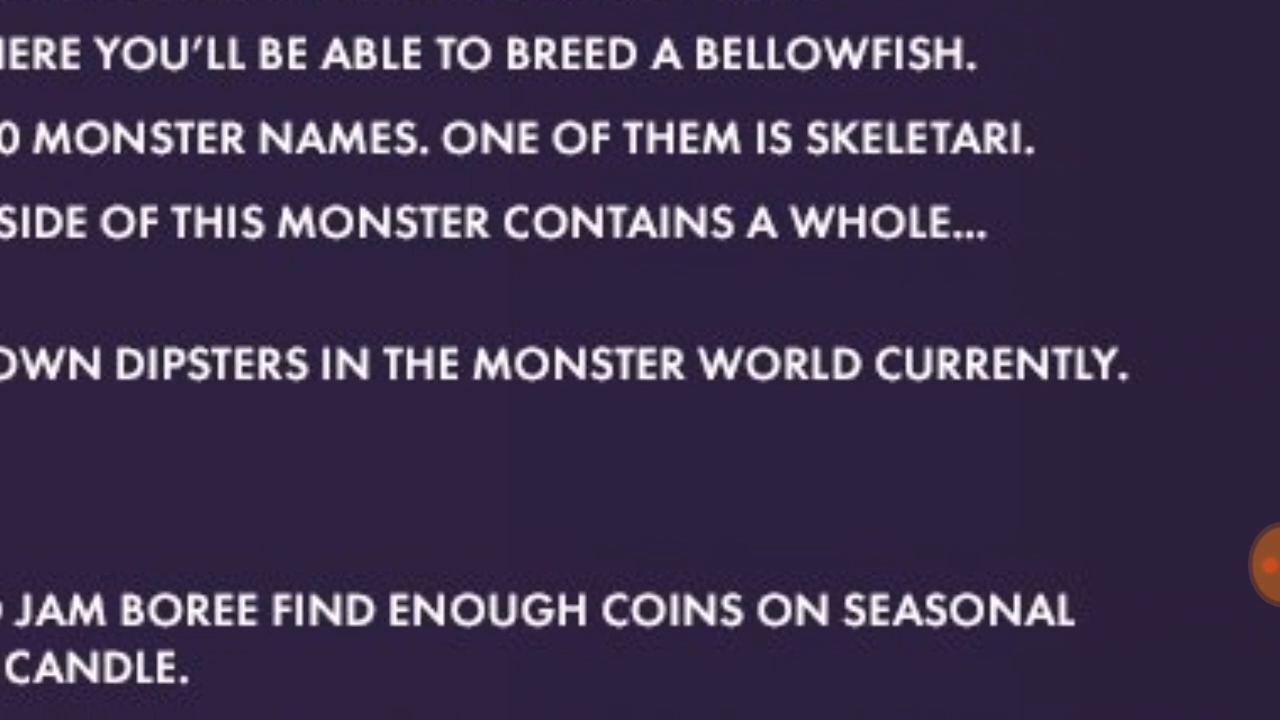 YOU'LL BE ABLE TO BREED A BELLOWFISH.
0 MONSTER NAMES. ONE OF THEM IS SKELETARI.
SIDE OF THIS MONSTER CONTAINS A WHOLE...
OWN DIPSTERS IN THE MONSTER WORLD CURRENTLY.
JAM BOREE FIND ENOUGH COINS ON SEASONAL
CANDLE.